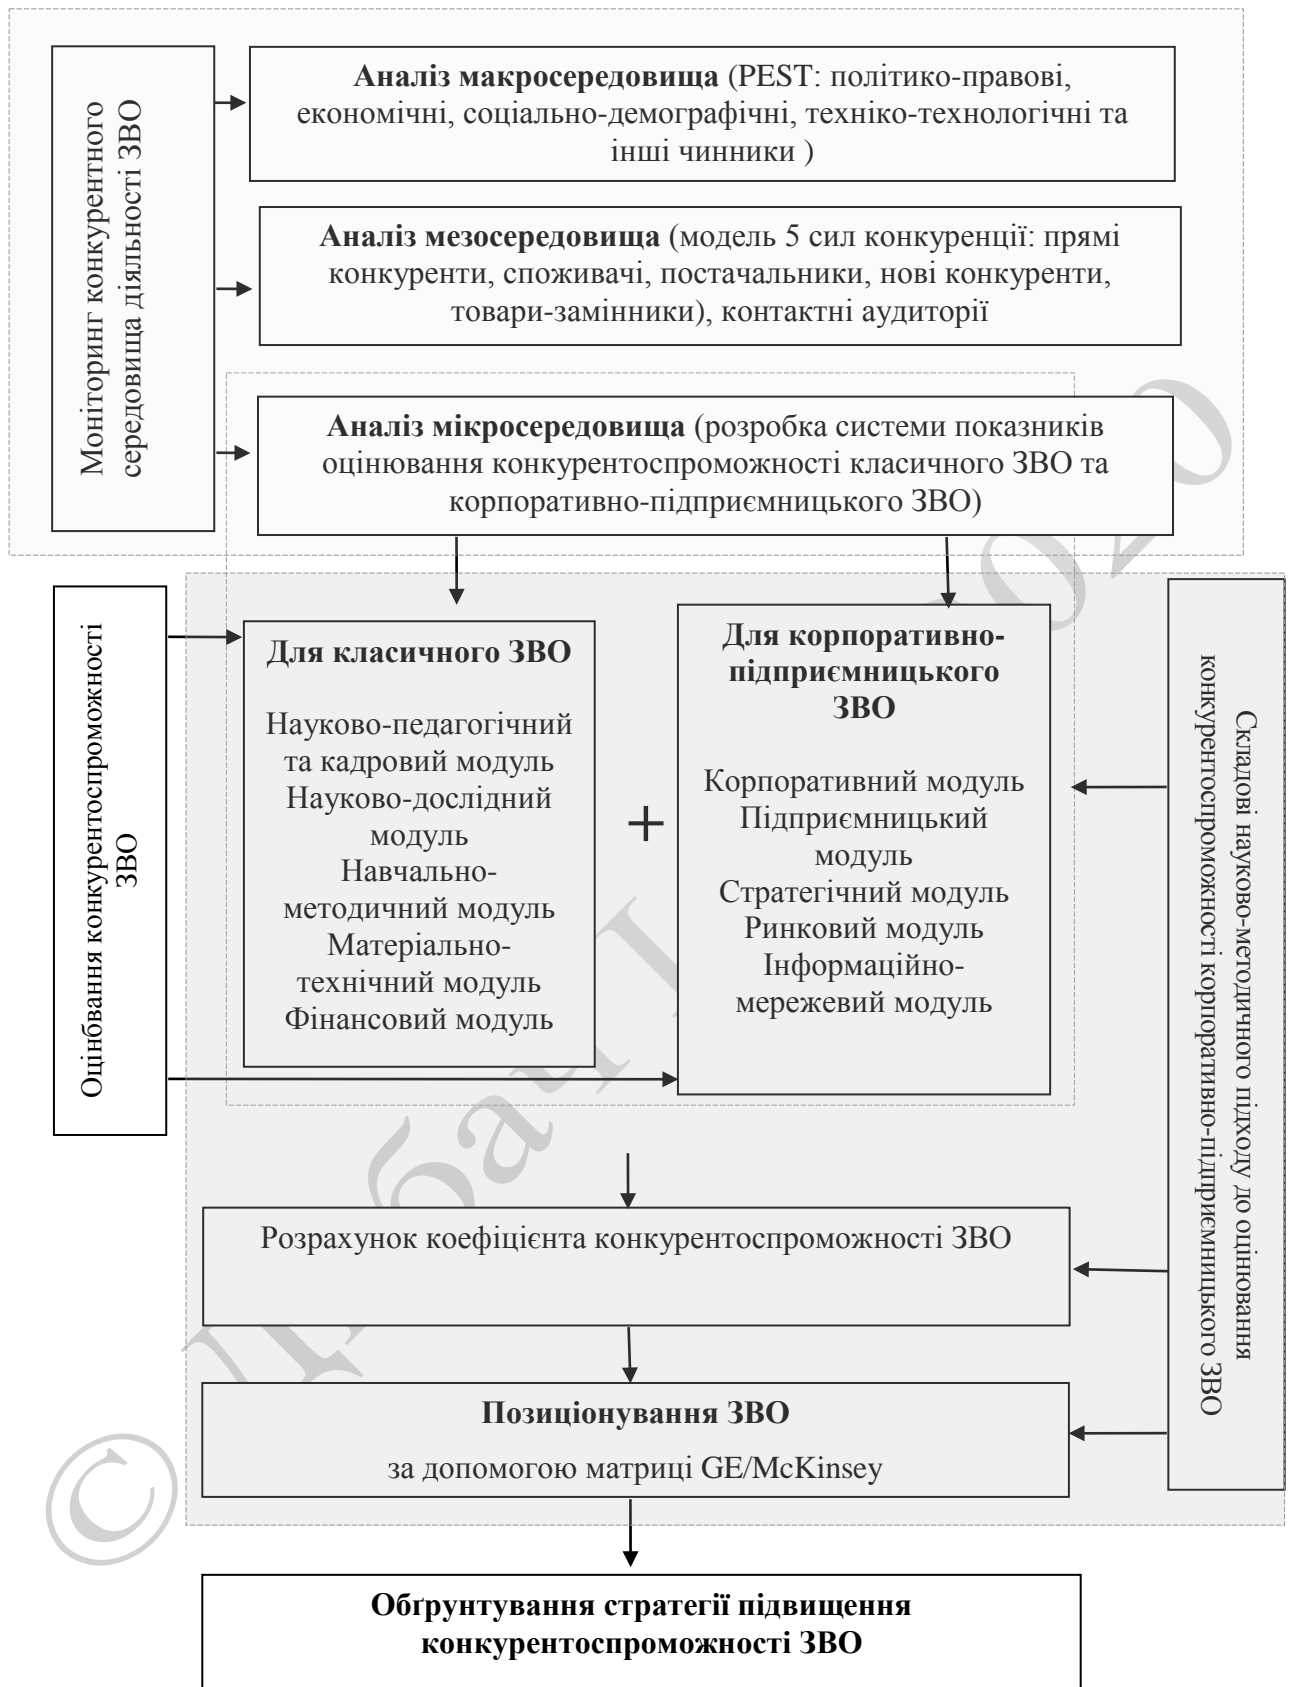 Моніторинг конкурентного
середовища діяльності ЗВО
Аналіз макросередовища (PEST: політико-правові,
економічні, соціально-демографічні, техніко-технологічні та
інші чинники )
Аналіз мезосередовища (модель 5 сил конкуренції: прямі
конкуренти, споживачі, постачальники, нові конкуренти,
товари-замінники), контактні аудиторії
Аналіз мікросередовища (розробка системи показників
оцінювання конкурентоспроможності класичного ЗВО та
корпоративно-підприємницького ЗВО)
Оцінбвання конкурентоспроможності
ЗВО
Для класичного ЗВО
Науково-педагогічний
та кадровий модуль
Науково-дослідний
модуль
Навчально-
методичний модуль
Матеріально-
технічний модуль
Фінансовий модуль
+
Для корпоративно-
підприємницького
ЗВО
Корпоративний модуль
Підприємницький
модуль
Стратегічний модуль
Ринковий модуль
Інформаційно-
мережевий модуль
Складові науково-методичного підходу до оцінювання
конкурентоспроможності корпоративно-підприємницького ЗВО
Розрахунок коефіцієнта конкурентоспроможності ЗВО
Позиціонування ЗВО
за допомогою матриці GE/McKinsey
Обґрунтування стратегії підвищення
конкурентоспроможності ЗВО